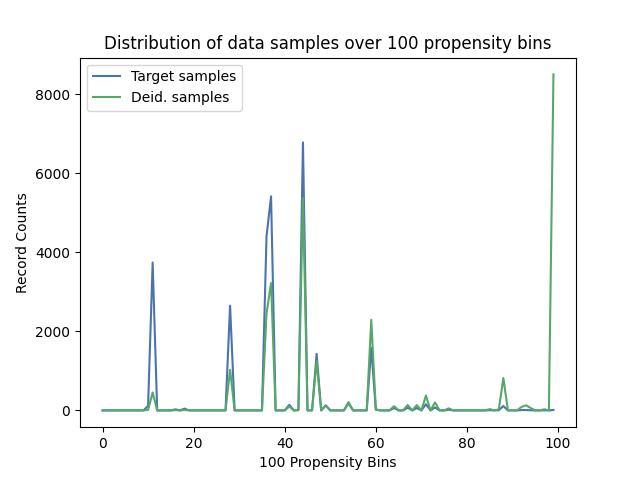 Distribution of data samples over 100 propensity bins
Target samples
Deid. samples
8000
6000
4000
2000
0
Record Counts
0 20 40 60 80 100
100 Propensity Bins